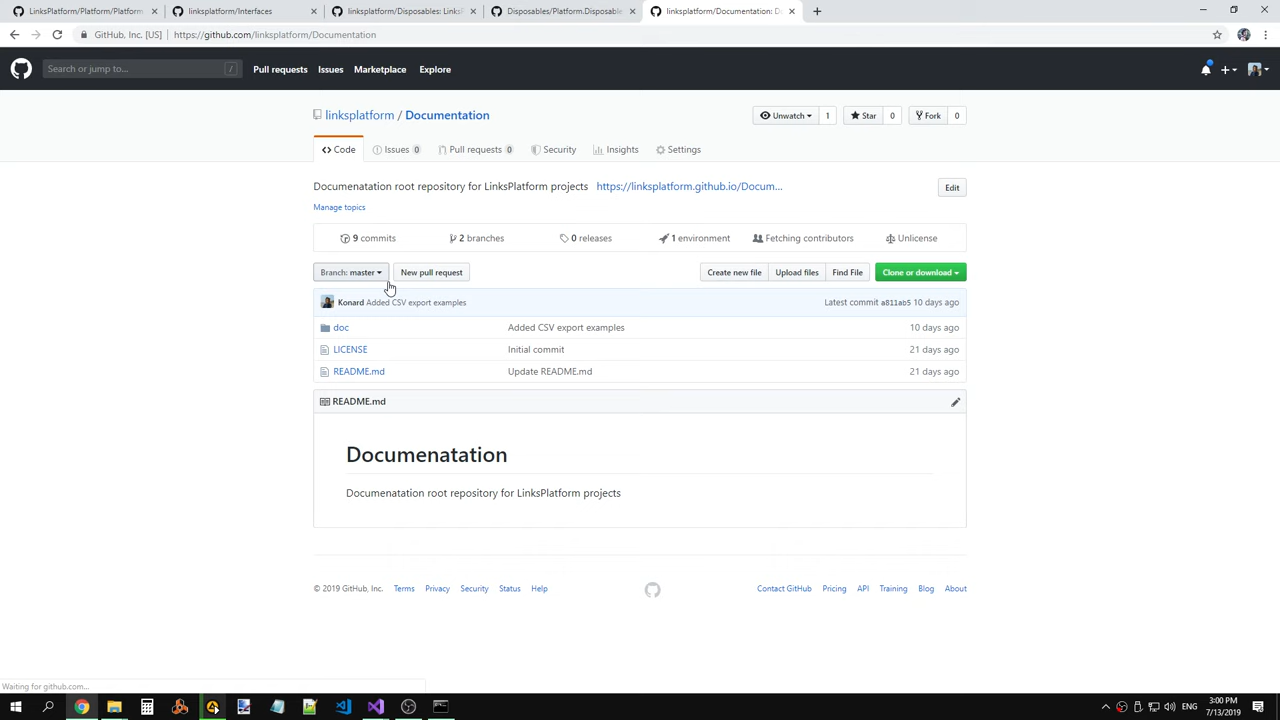 LinksPlatform/Platform/Platform
linksplatform/Interfaces
linksplatform/Disposables: LinksP
Disposables/Platform.Disposable
linksplatform/Documentation: D
GitHub, Inc. [US] | https://github.com/linksplatform/Documentation
Search or jump to... / Pull requests Issues Marketplace Explore
linksplatform / Documentation
Unwatch 1 Star 0 Fork 0
Code Issues 0 Pull requests 0 Security Insights Settings
Documenatation root repository for LinksPlatform projects https://linksplatform.github.io/Docum... Edit
Manage topics
9 commits 2 branches 0 releases 1 environment Fetching contributors Unlicense
Branch: master New pull request Create new file Upload files Find File Clone or download
Konard Added CSV export examples Latest commit a811ab5 10 days ago
doc Added CSV export examples 10 days ago
LICENSE Initial commit 21 days ago
README.md Update README.md 21 days ago
README.md
Documenatation
Documenatation root repository for LinksPlatform projects
© 2019 GitHub, Inc. Terms Privacy Security Status Help Contact GitHub Pricing API Training Blog About
Waiting for github.com...
ENG 3:00 PM
7/13/2019